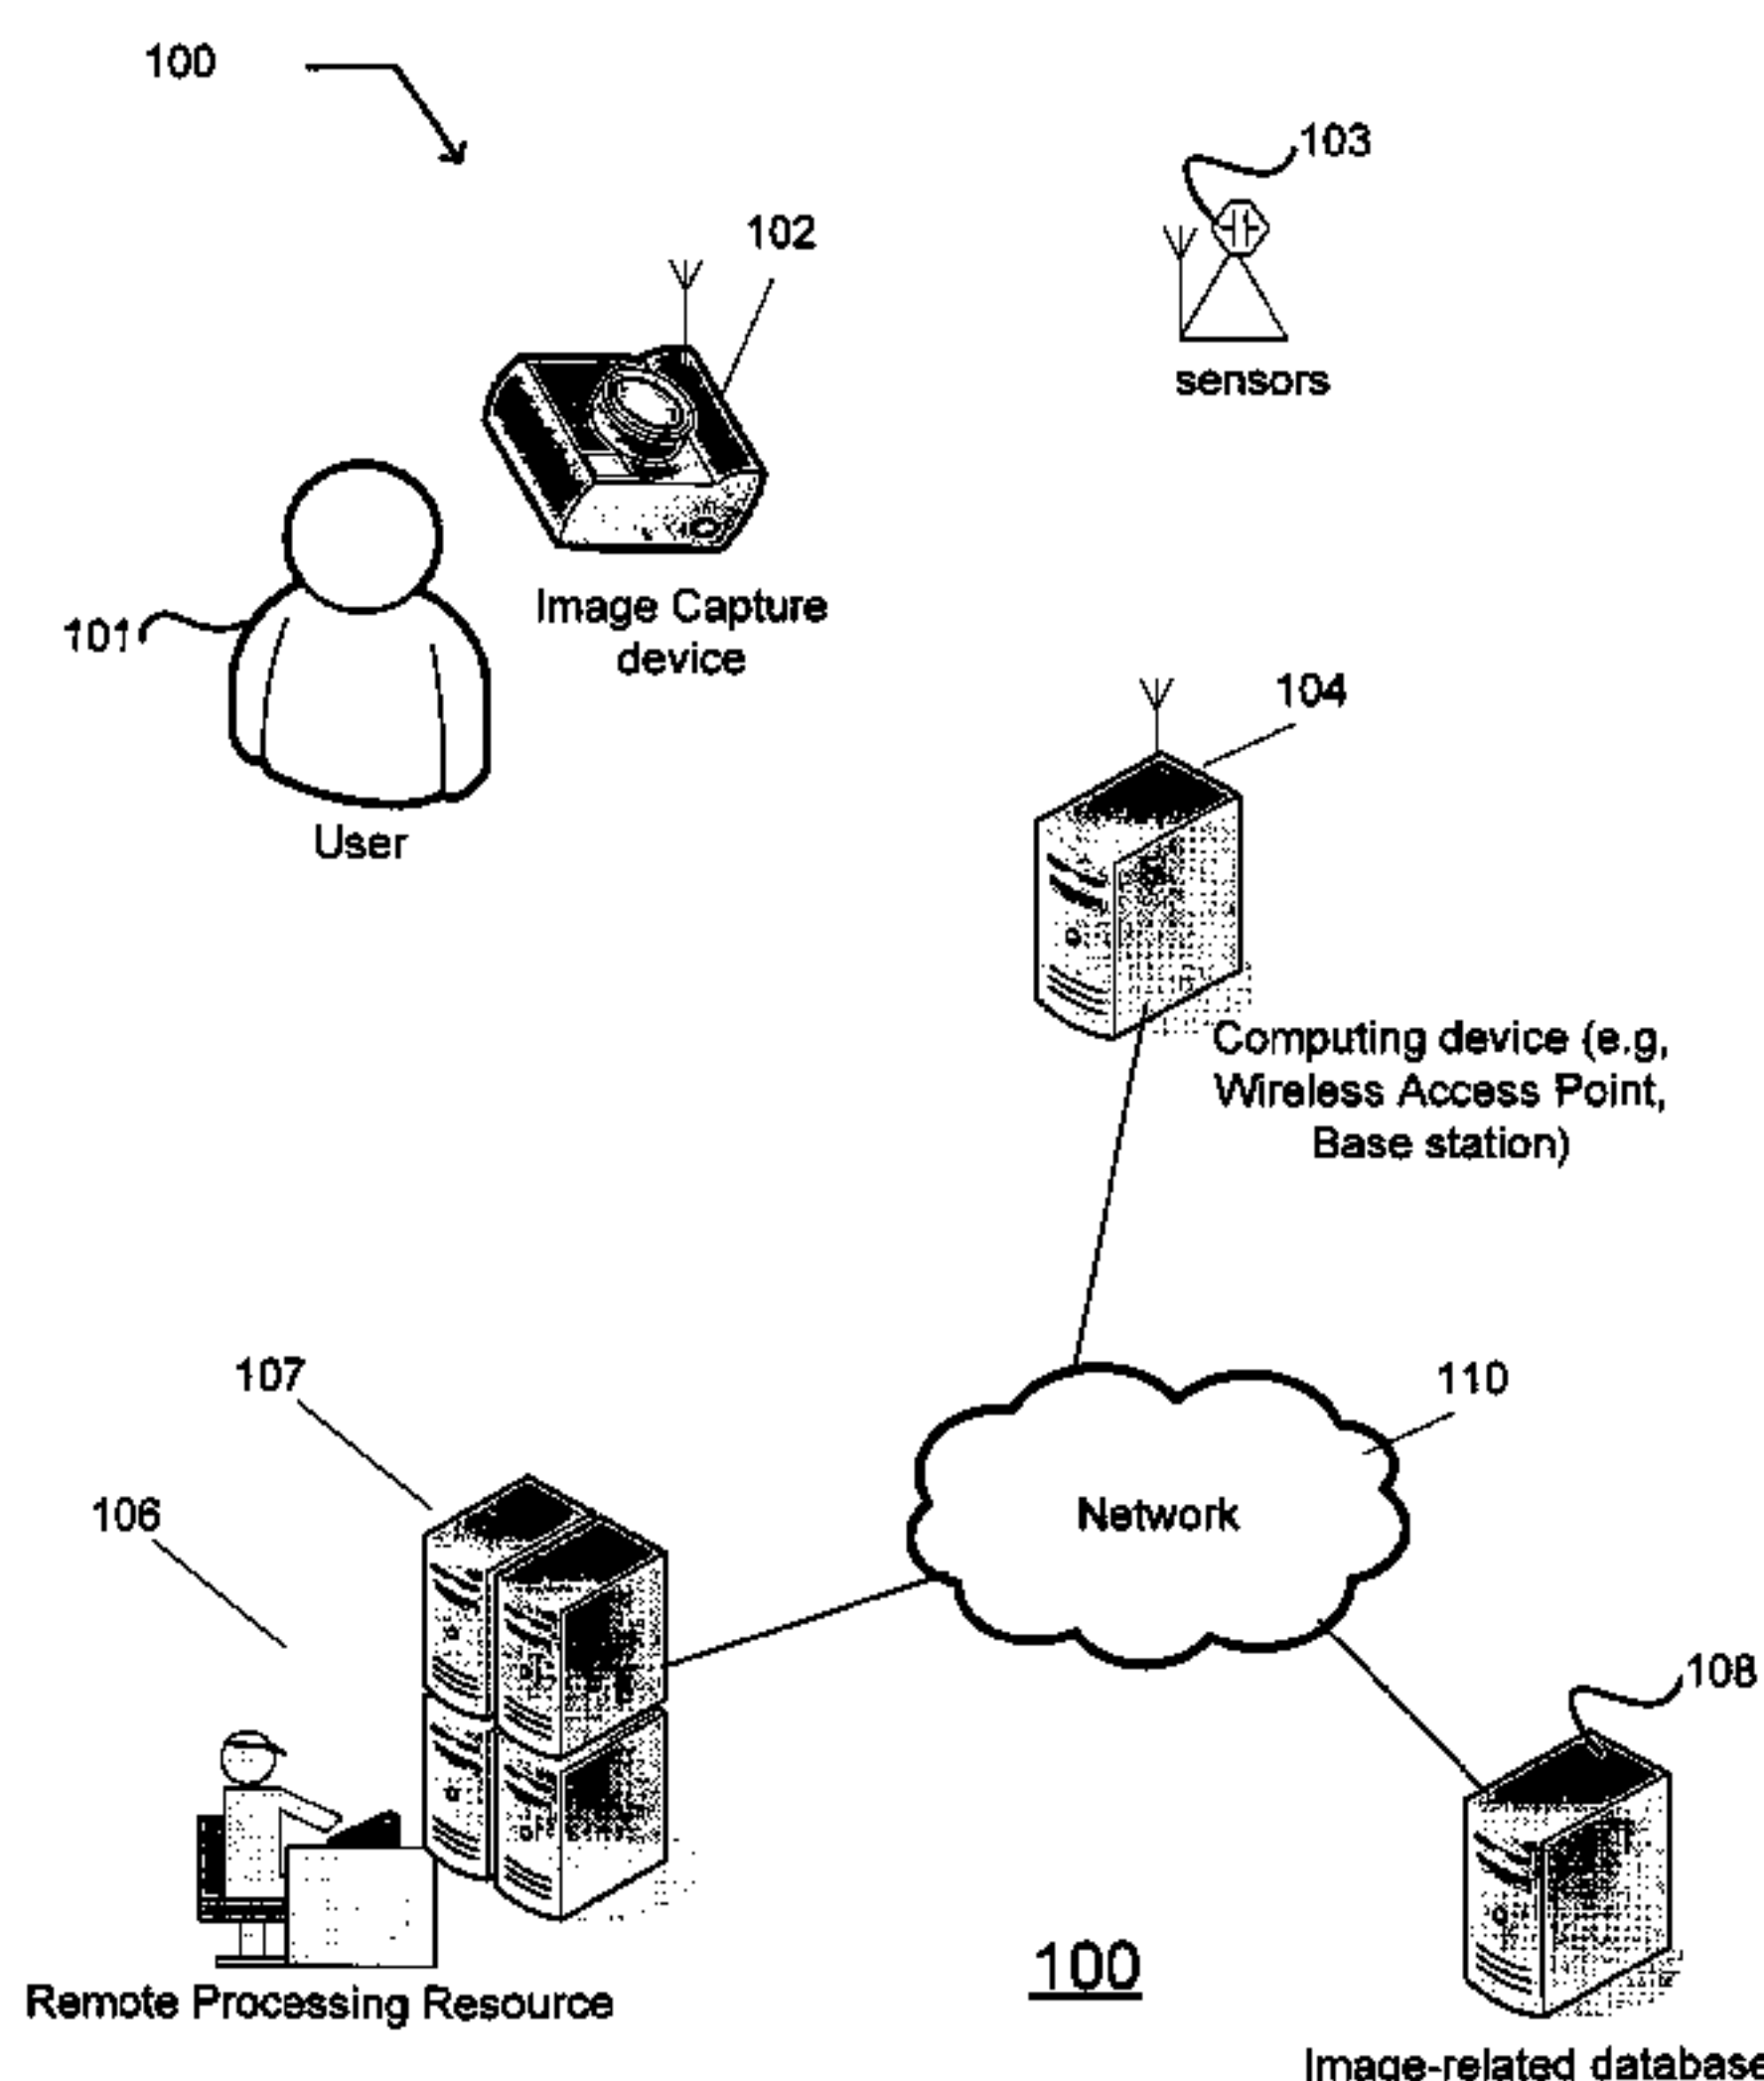 100
103
102
sensors
Image Capture
device
101
User
104
Computing device (e.g,
Wireless Access Point,
Base station)
107
110
106
Network
108
100
Remote Processing Resource
Image-related database